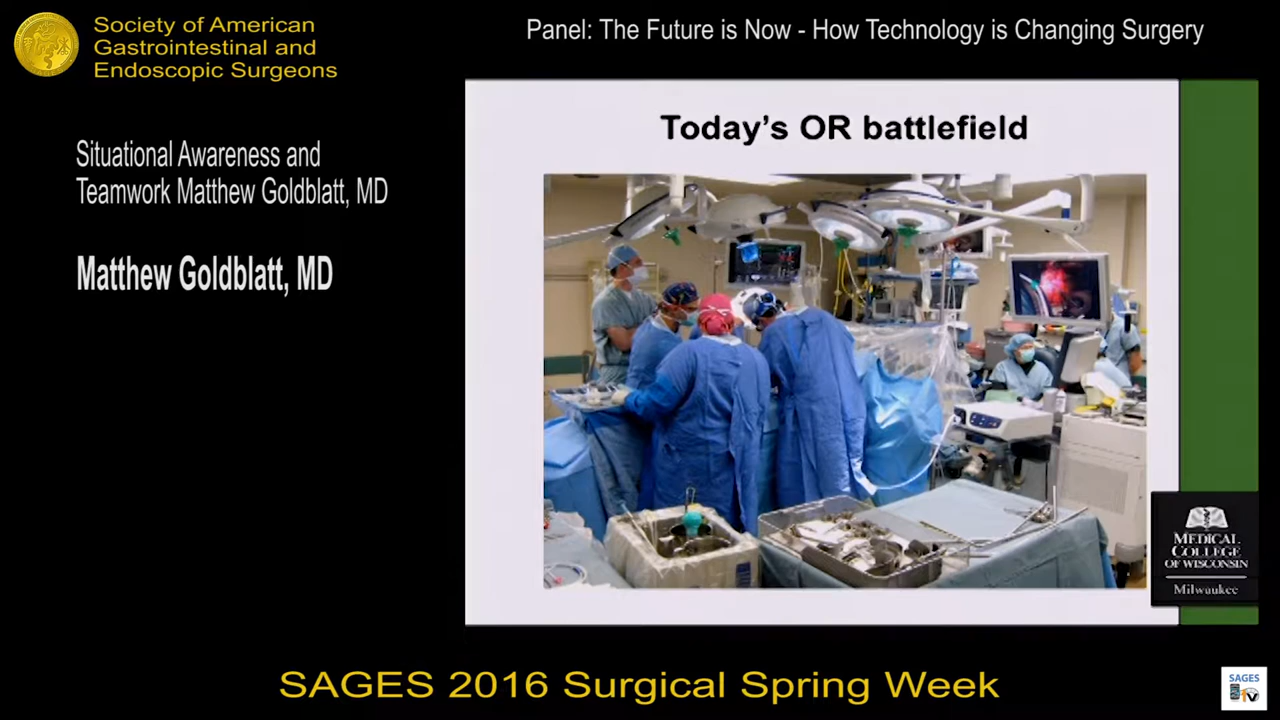 Society of American
Gastrointestinal and
Endoscopic Surgeons
Panel: The Future is Now - How Technology is Changing Surgery
Situational Awareness and
Teamwork Matthew Goldblatt, MD
Matthew Goldblatt, MD
Today's OR battlefield
MEDICAL
COLLEGE
OF WISCONSIN
Milwaukee
SAGES 2016 Surgical Spring Week
SAGES
TV